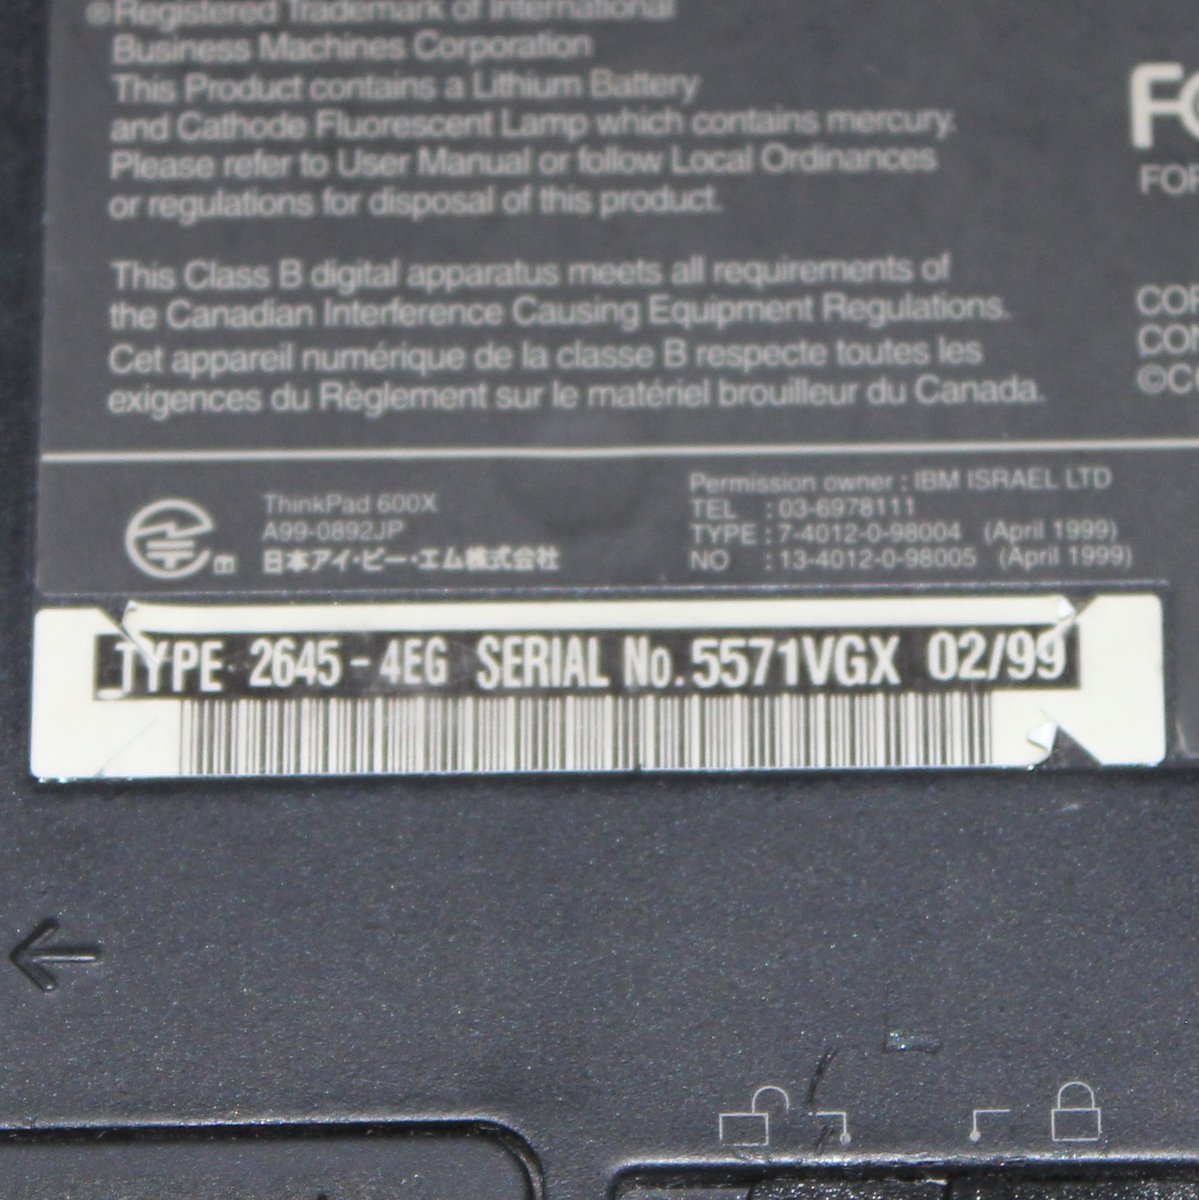 ®Registered Trademark of International
Business Machines Corporation
This Product contains a Lithium Battery
and Cathode Fluorescent Lamp which contains mercury.
Please refer to User Manual or follow Local Ordinances
or regulations for disposal of this product.
This Class B digital apparatus meets all requirements of
the Canadian Interference Causing Equipment Regulations.
Cet appareil numérique de la classe B respecte toutes les
exigences du Règlement sur le matériel brouilleur du Canada.
FOR
©
ThinkPad 600X
A99-0892JP
日本アイ・ビー・エム株式会社
Permission owner : IBM ISRAEL LTD
TEL : 03-6978111
TYPE : 7-4012-0-98004 (April 1999)
NO : 13-4012-0-98005 (April 1999)
TYPE 2645-4EG SERIAL No. 5571VGX 02/99